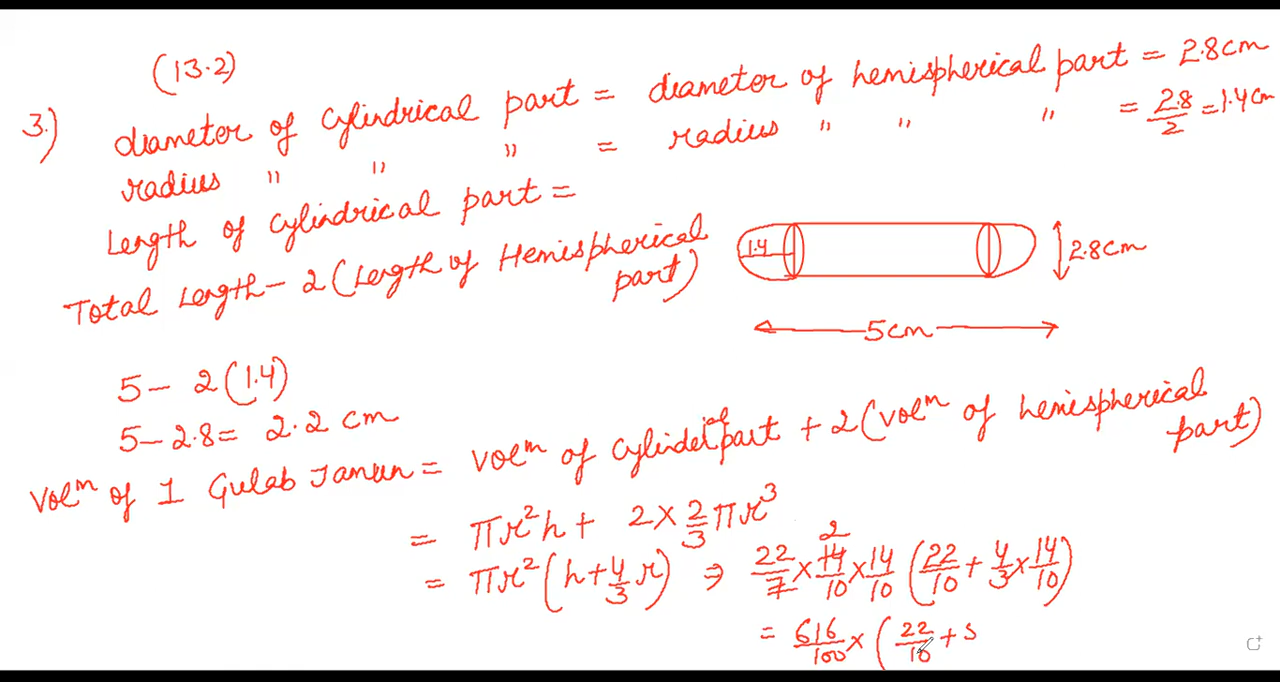 (13.2)
3.) diameter of cylindrical part = diameter of hemispherical part = 2.8cm
radius " " " = radius " " " = 2.8/2 = 1.4cm
Length of cylindrical part =
Total Length - 2 (Length of Hemispherical part)
1.4
2.8cm
5cm
5 - 2(1.4)
5 - 2.8 = 2.2 cm
Volᵐ of 1 Gulab Jamun = Volᵐ of cylinderical part + 2 (volᵐ of hemispherical part)
= πr²h + 2 × 2/3 πr³
= πr² (h + 4/3 r) ⇒ 22/7 × 14/10 × 14/10 (22/10 + 4/3 × 14/10)
2
= 616/100 × (22/10 + 5